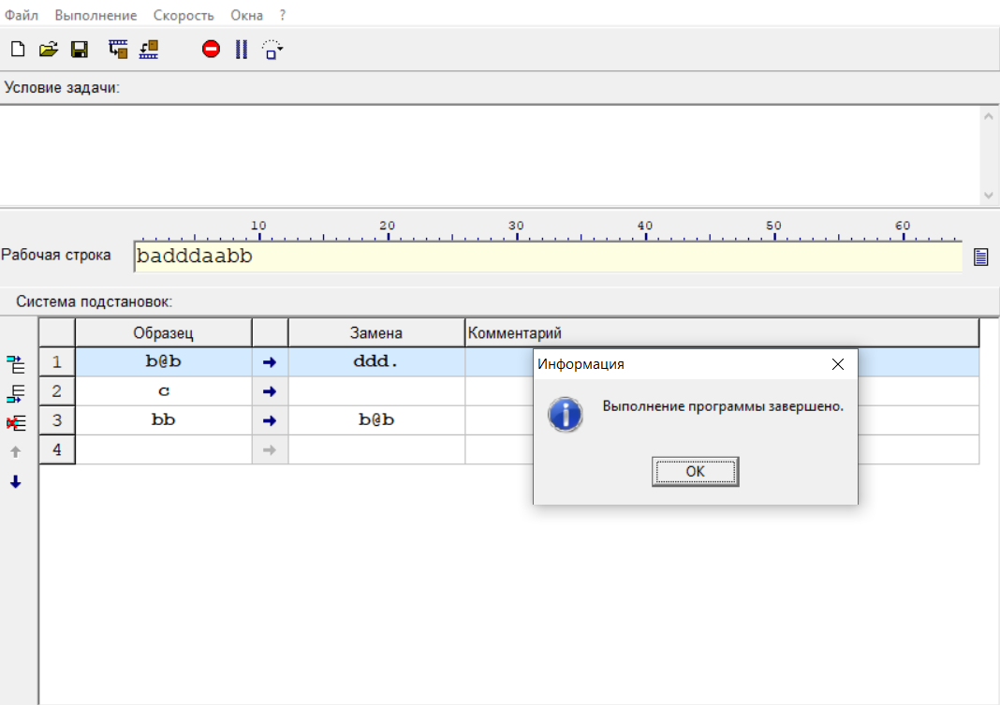 Файл Выполнение Скорость Окна ?
Условие задачи:
10 20 30 40 50 60
Рабочая строка badddaabb
Система подстановок:
Образец Замена Комментарий
1 b@b → ddd.
2 c →
3 bb → b@b
4 →
Информация
Выполнение программы завершено.
OK